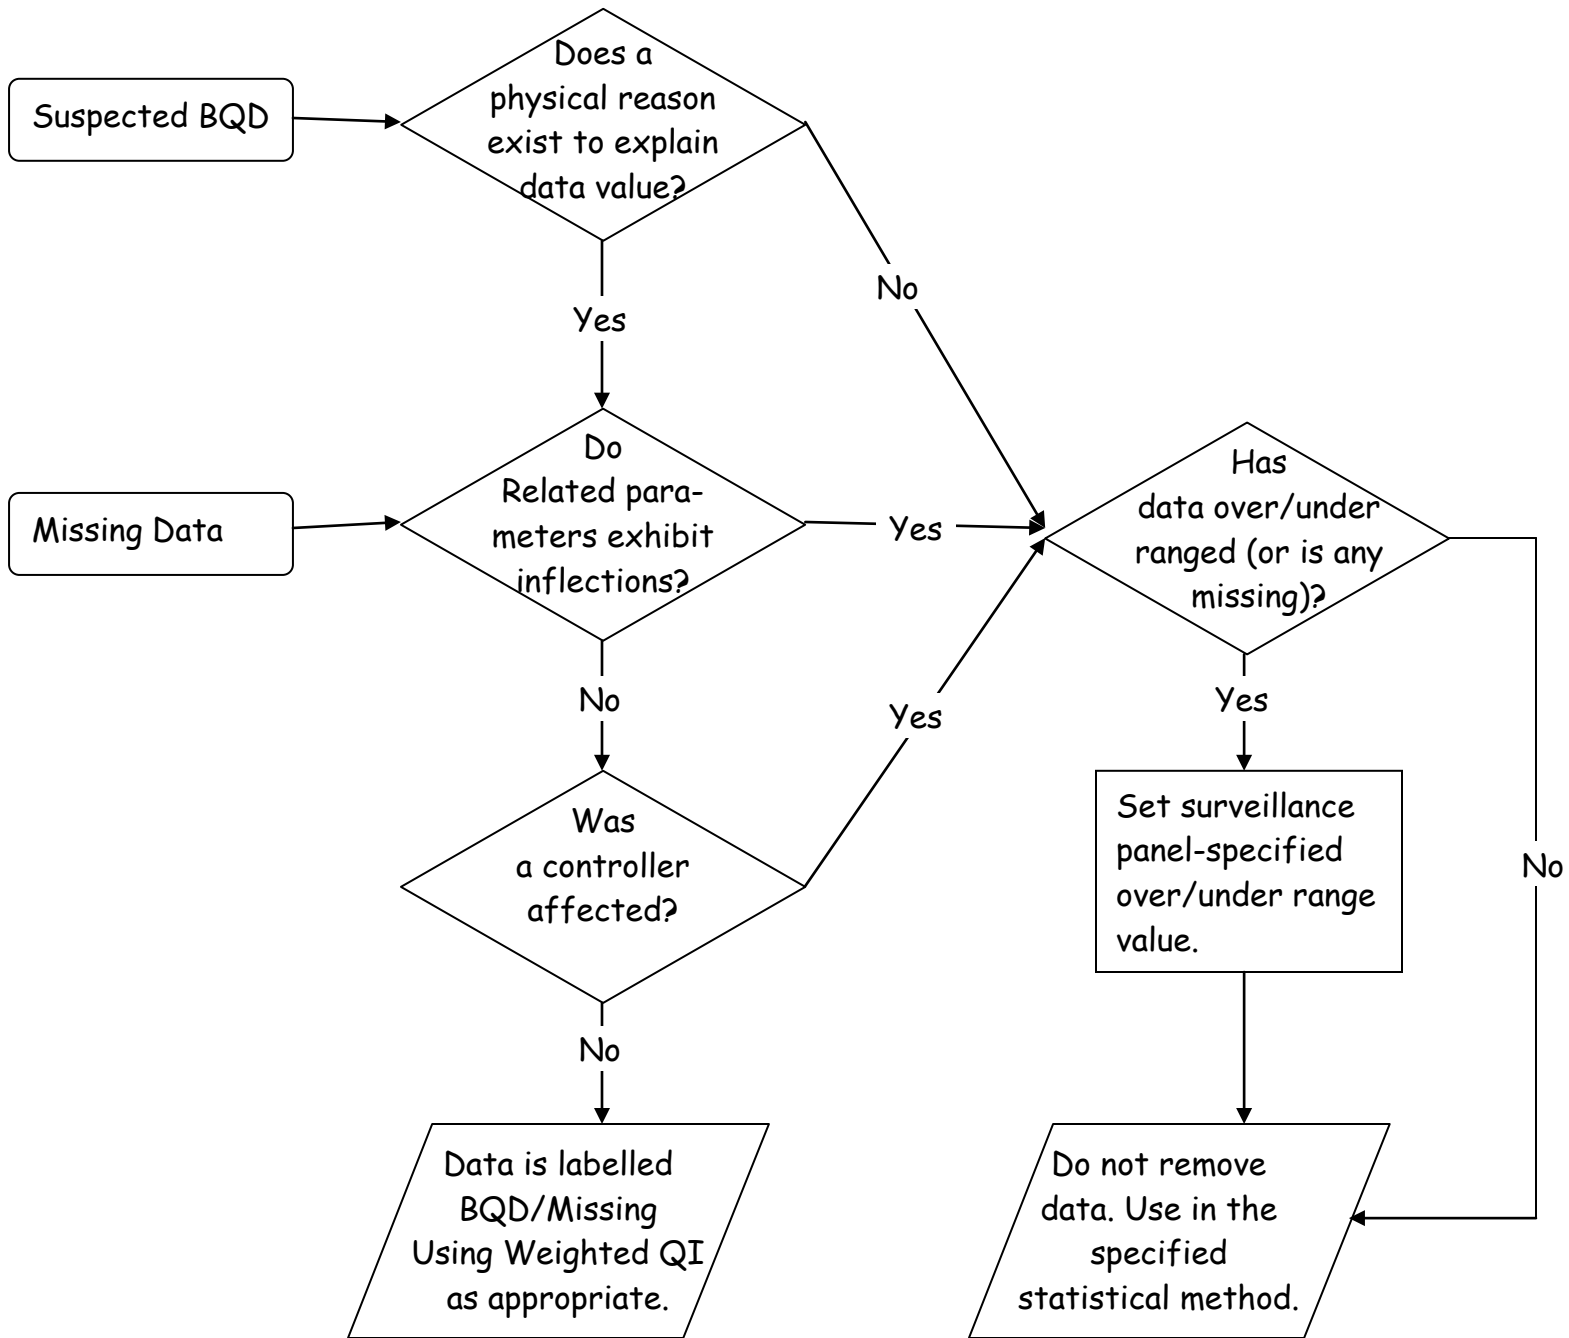 Does a
physical reason
exist to explain
data value?
Suspected BQD
No
Yes
Do
Related para-
meters exhibit
inflections?
Missing Data
Yes
Has
data over/under
ranged (or is any
missing)?
No
Yes
Yes
Was
a controller
affected?
Set surveillance
panel-specified
over/under range
value.
No
No
Data is labelled
BQD/Missing
Using Weighted QI
as appropriate.
Do not remove
data. Use in the
specified
statistical method.